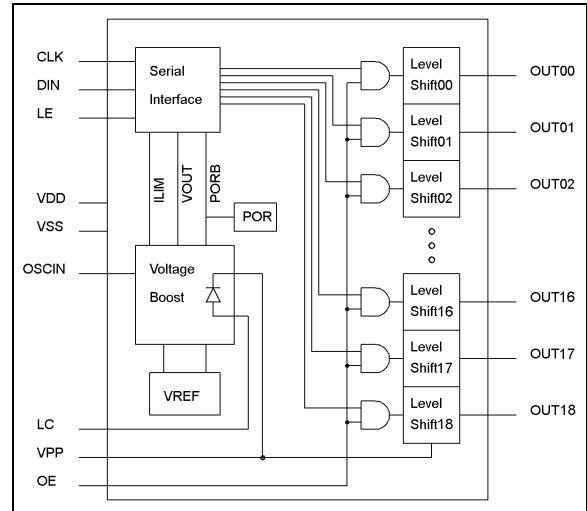 CLK
DIN
LE
VDD
VSS
OSCIN
LC
VPP
OE
Serial
Interface
ILIM
VOUT
PORB
POR
Voltage
Boost
VREF
Level
Shift00
Level
Shift01
Level
Shift02
Level
Shift16
Level
Shift17
Level
Shift18
OUT00
OUT01
OUT02
OUT16
OUT17
OUT18